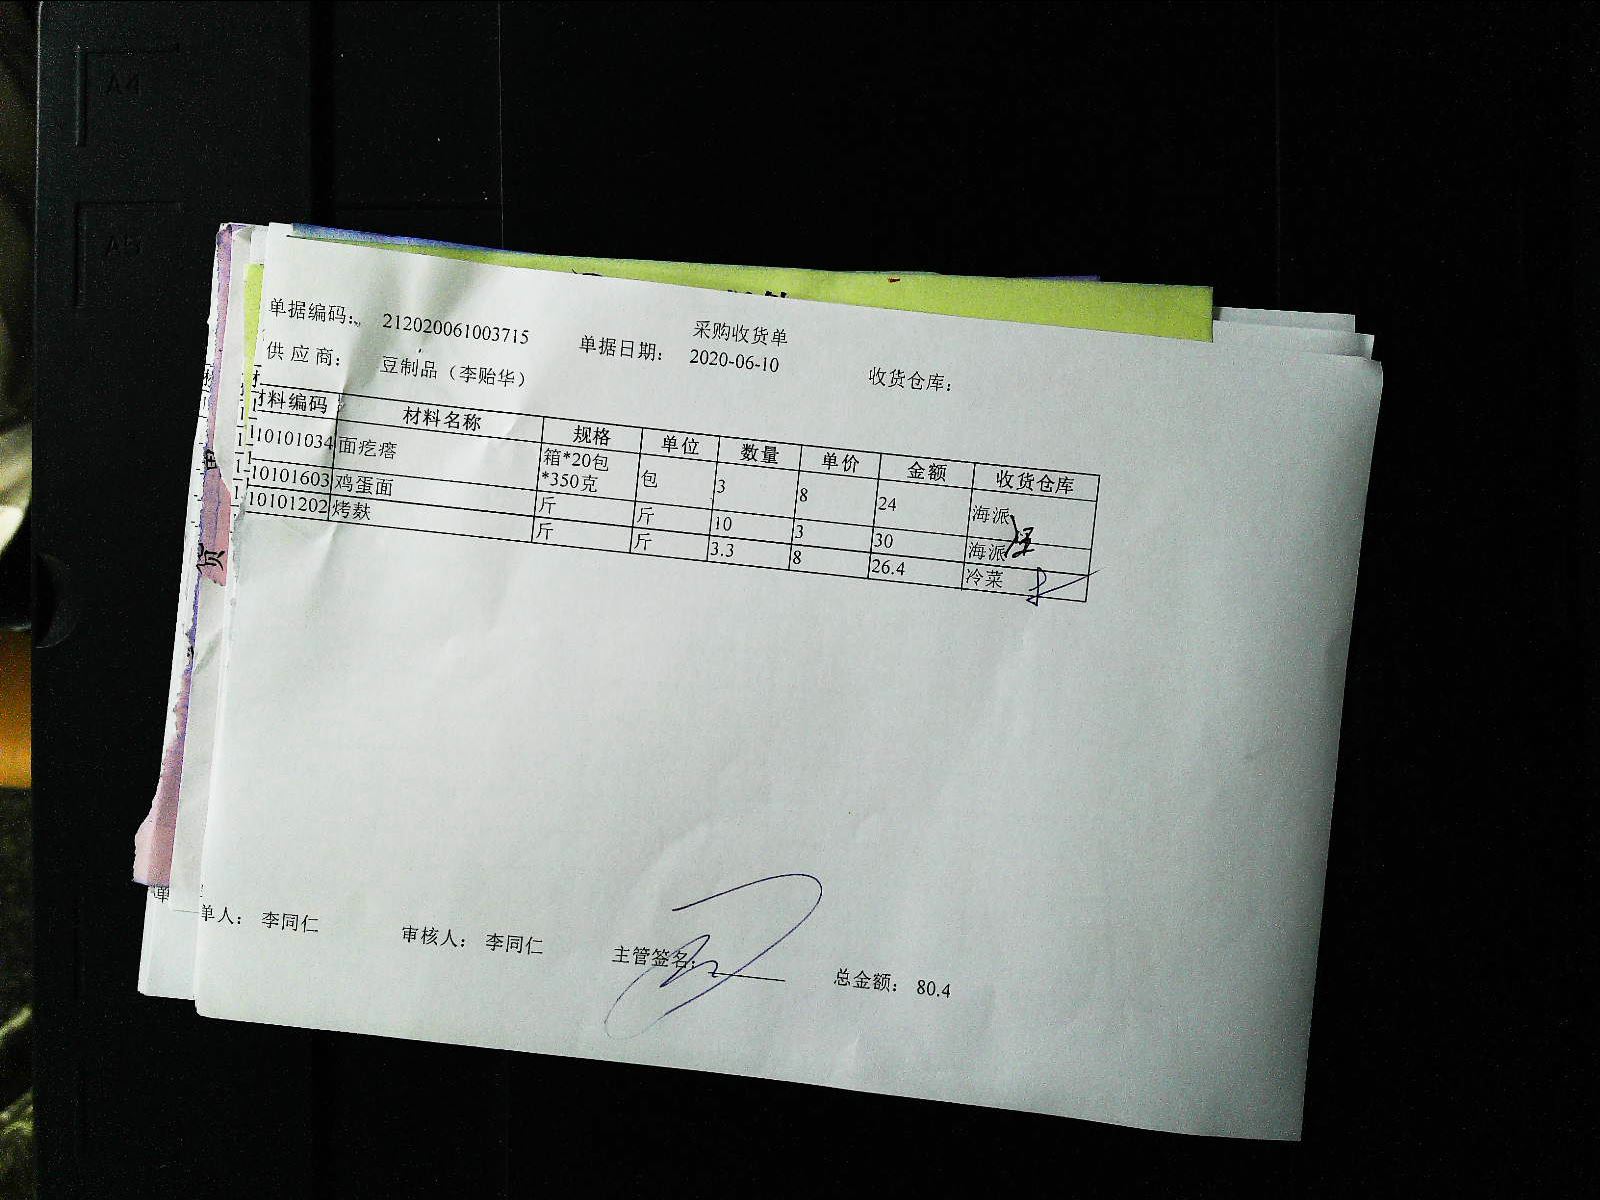 采购收货单
单据编码： 212020061003715 单据日期： 2020-06-10 收货仓库：
供应商： 豆制品（李贻华）
材料编码 材料名称 规格 单位 数量 单价 金额 收货仓库
110101034 面疙瘩 箱*20包*350克 包 3 8 24 海派
110101603 鸡蛋面 斤 斤 10 3 30 海派
110101202 烤麸 斤 斤 3.3 8 26.4 冷菜
单人： 李同仁 审核人： 李同仁 主管签名： 总金额： 80.4
A4
A5